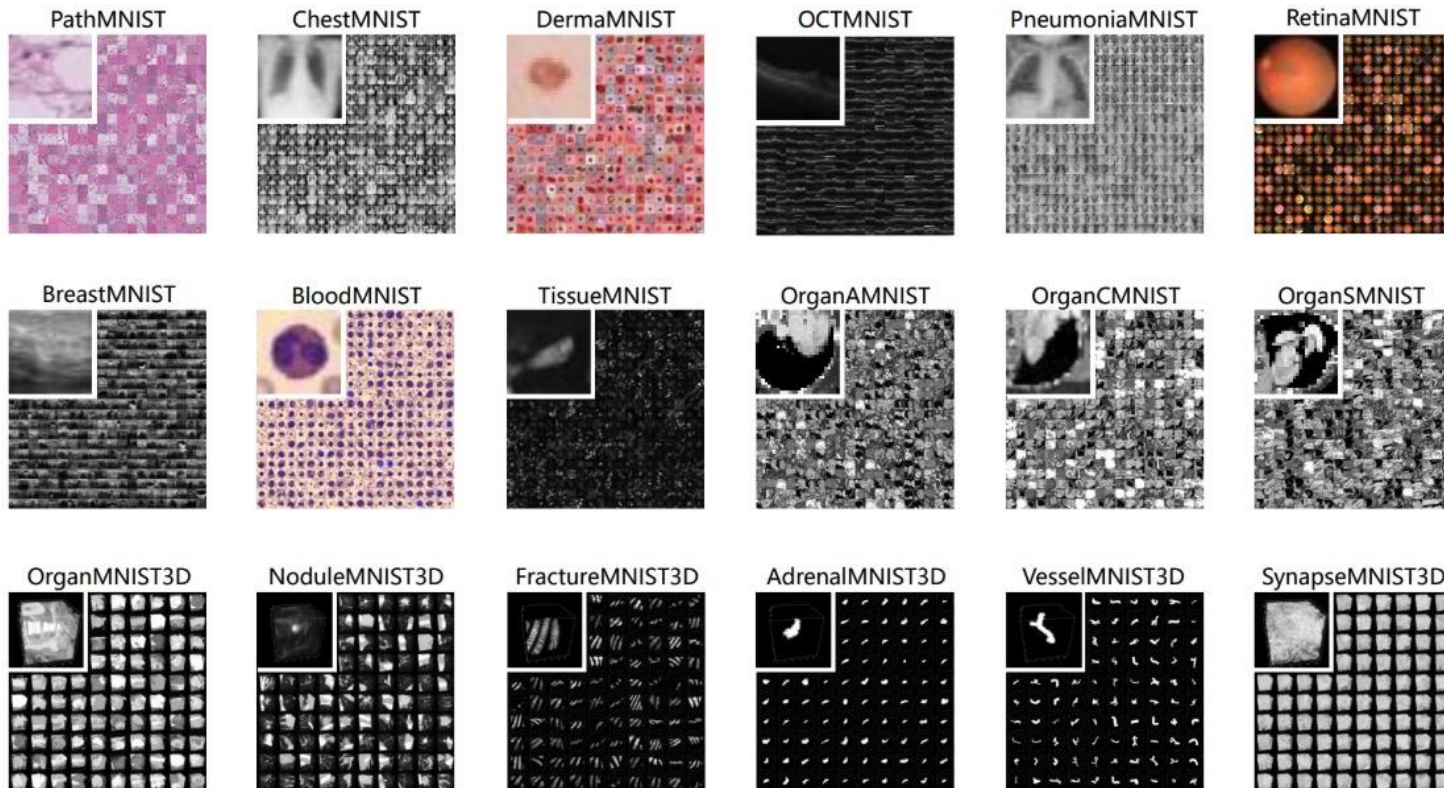 PathMNIST
ChestMNIST
DermaMNIST
OCTMNIST
PneumoniaMNIST
RetinaMNIST
BreastMNIST
BloodMNIST
TissueMNIST
OrganAMNIST
OrganCMNIST
OrganSMNIST
OrganMNIST3D
NoduleMNIST3D
FractureMNIST3D
AdrenalMNIST3D
VesselMNIST3D
SynapseMNIST3D